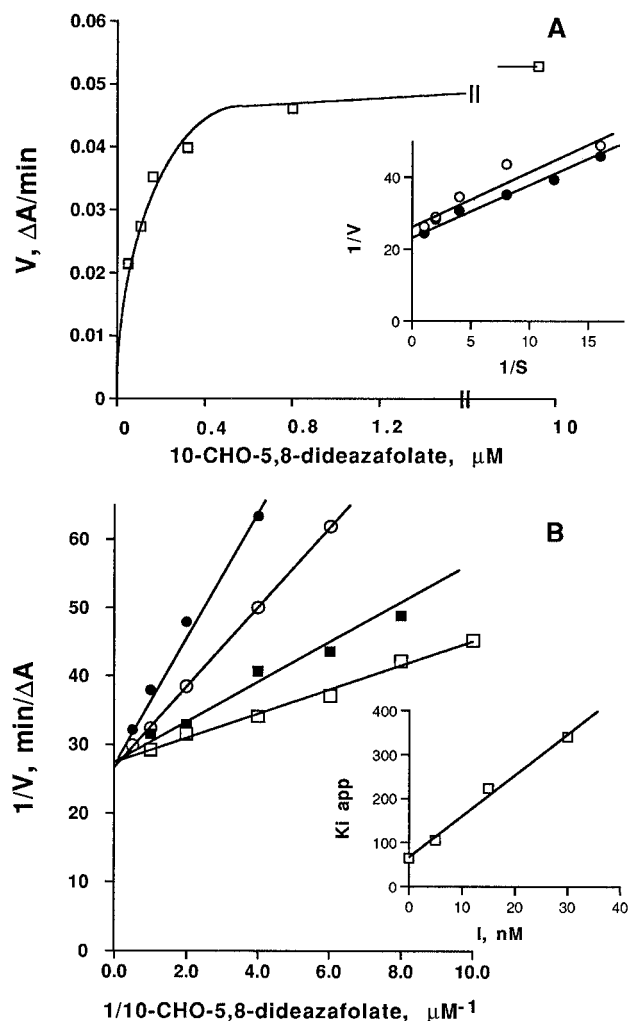 A
0.06
0.05
0.04
0.03
0.02
0.01
0
V, ΔA/min
0 0.4 0.8 1.2 10
10-CHO-5,8-dideazafolate, μM
40
20
0
1/V
0 5 10 15
1/S
B
60
50
40
30
20
10
0
1/V, min/ΔA
0.0 2.0 4.0 6.0 8.0 10.0
1/10-CHO-5,8-dideazafolate, μM-1
400
300
200
100
0
Ki app
0 10 20 30 40
I, nM